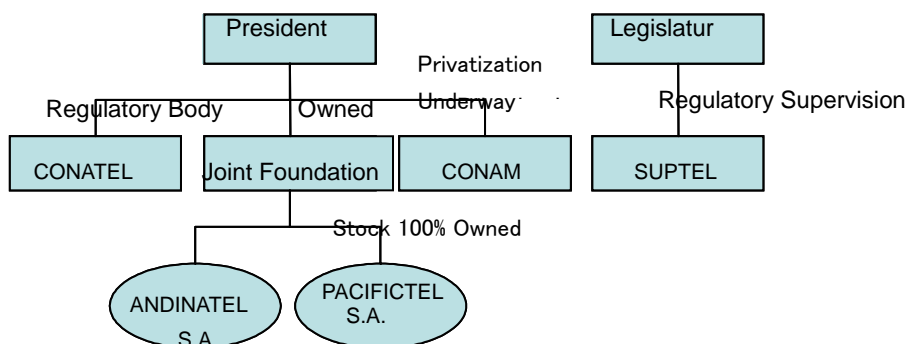 President
Legislatur
Privatization
Underway
Regulatory Body
Owned
Regulatory Supervision
CONATEL
Joint Foundation
CONAM
SUPTEL
Stock 100% Owned
ANDINATEL
S.A.
PACIFICTEL
S.A.